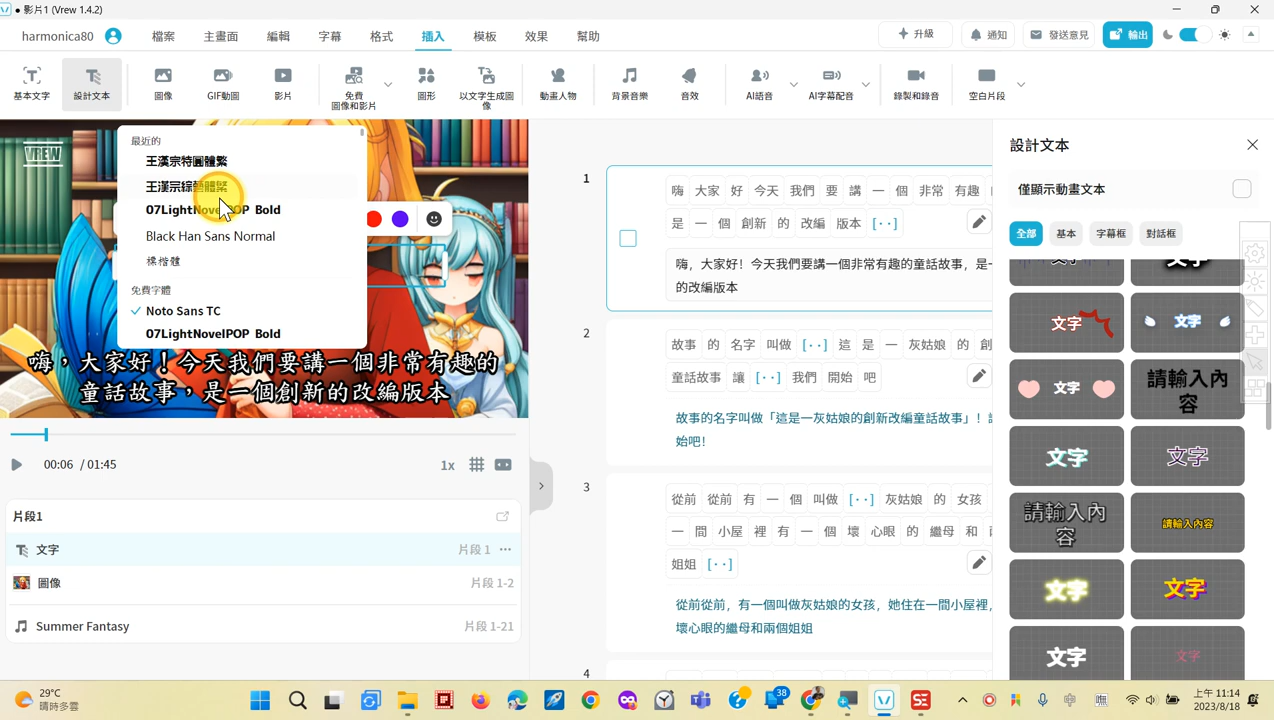 影片1 (Vrew 1.4.2)
harmonica80
檔案
主畫面
編輯
字幕
格式
插入
模板
效果
幫助
升級
通知
發送意見
輸出
基本文字
設計文本
圖像
GIF動圖
影片
免費
圖像和影片
圖形
以文字生成圖
像
動畫人物
背景音樂
音效
AI語音
AI字幕配音
錄製和錄音
空白片段
VREW
最近的
王漢宗特圓體繁
王漢宗綜藝體繁
07LightNovelPOP Bold
Black Han Sans Normal
標楷體
免費字體
Noto Sans TC
07LightNovelPOP Bold
嗨，大家好！今天我們要講一個非常有趣的
童話故事，是一個創新的改編版本
00:06 / 01:45
1x
片段1
文字
片段 1
圖像
片段 1-2
Summer Fantasy
片段 1-21
1
嗨 大家 好 今天 我們 要 講 一 個 非常 有趣
是 一 個 創新 的 改編 版本 [··]
嗨，大家好！今天我們要講一個非常有趣的童話故事，是一
的改編版本
2
故事 的 名字 叫做 [··] 這 是 一 灰姑娘 的 創
童話故事 讓 [··] 我們 開始 吧
故事的名字叫做「這是一灰姑娘的創新改編童話故事」！
始吧！
3
從前 從前 有 一 個 叫做 [··] 灰姑娘 的 女孩
一 間 小屋 裡 有 一 個 壞 心眼 的 繼母 和
姐姐 [··]
從前從前，有一個叫做灰姑娘的女孩，她住在一間小屋裡，
壞心眼的繼母和兩個姐姐
4
設計文本
僅顯示動畫文本
全部
基本
字幕框
對話框
文字
文字
文字
文字
文字
請輸入內
容
文字
文字
請輸入內
容
請輸入內容
文字
文字
文字
文字
29°C
晴時多雲
38
中
嘸
上午 11:14
2023/8/18